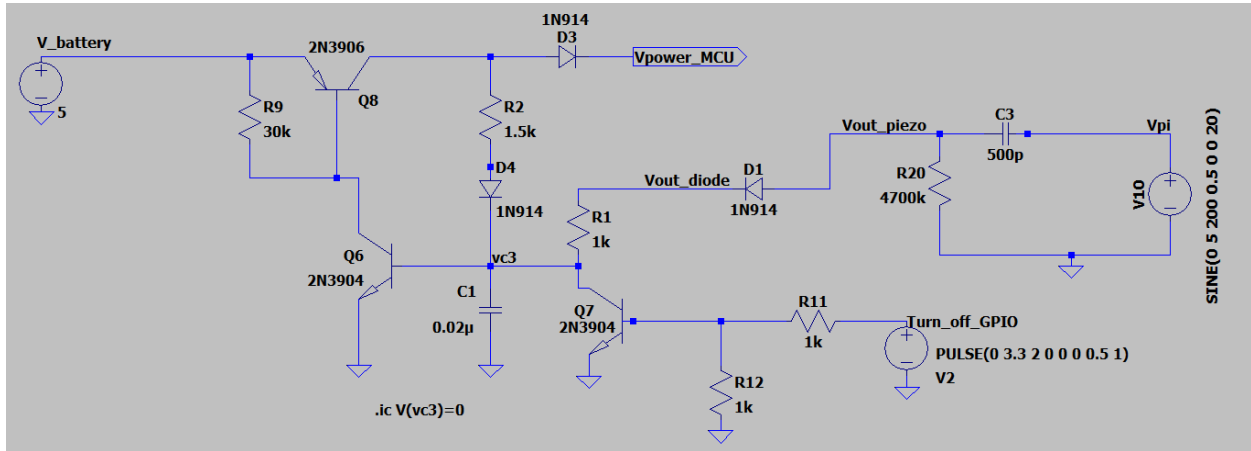 1N914
D3
V_battery
2N3906
Vpower_MCU
Q8
5
R9
30k
R2
1.5k
D4
1N914
Vout_piezo
C3
500p
Vpi
Vout_diode
D1
1N914
R20
4700k
V10
SINE(0 5 200 0.5 0 0 20)
R1
1k
Q6
2N3904
vc3
C1
0.02µ
Q7
2N3904
R11
1k
Turn_off_GPIO
PULSE(0 3.3 2 0 0 0 0.5 1)
V2
R12
1k
.ic V(vc3)=0